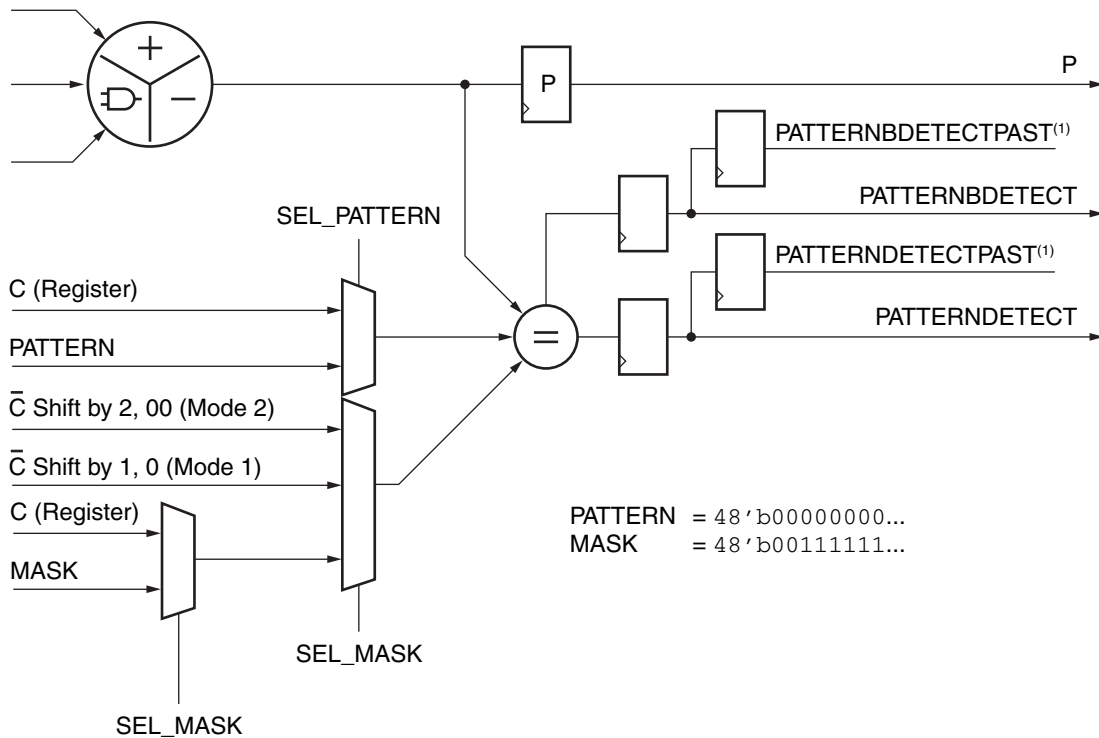 +
−
P
P
PATTERNBDETECTPAST(1)
PATTERNBDETECT
SEL_PATTERN
PATTERNDETECTPAST(1)
C (Register)
PATTERNDETECT
=
PATTERN
C̅ Shift by 2, 00 (Mode 2)
C̅ Shift by 1, 0 (Mode 1)
C (Register)
PATTERN = 48'b00000000...
MASK = 48'b00111111...
MASK
SEL_MASK
SEL_MASK